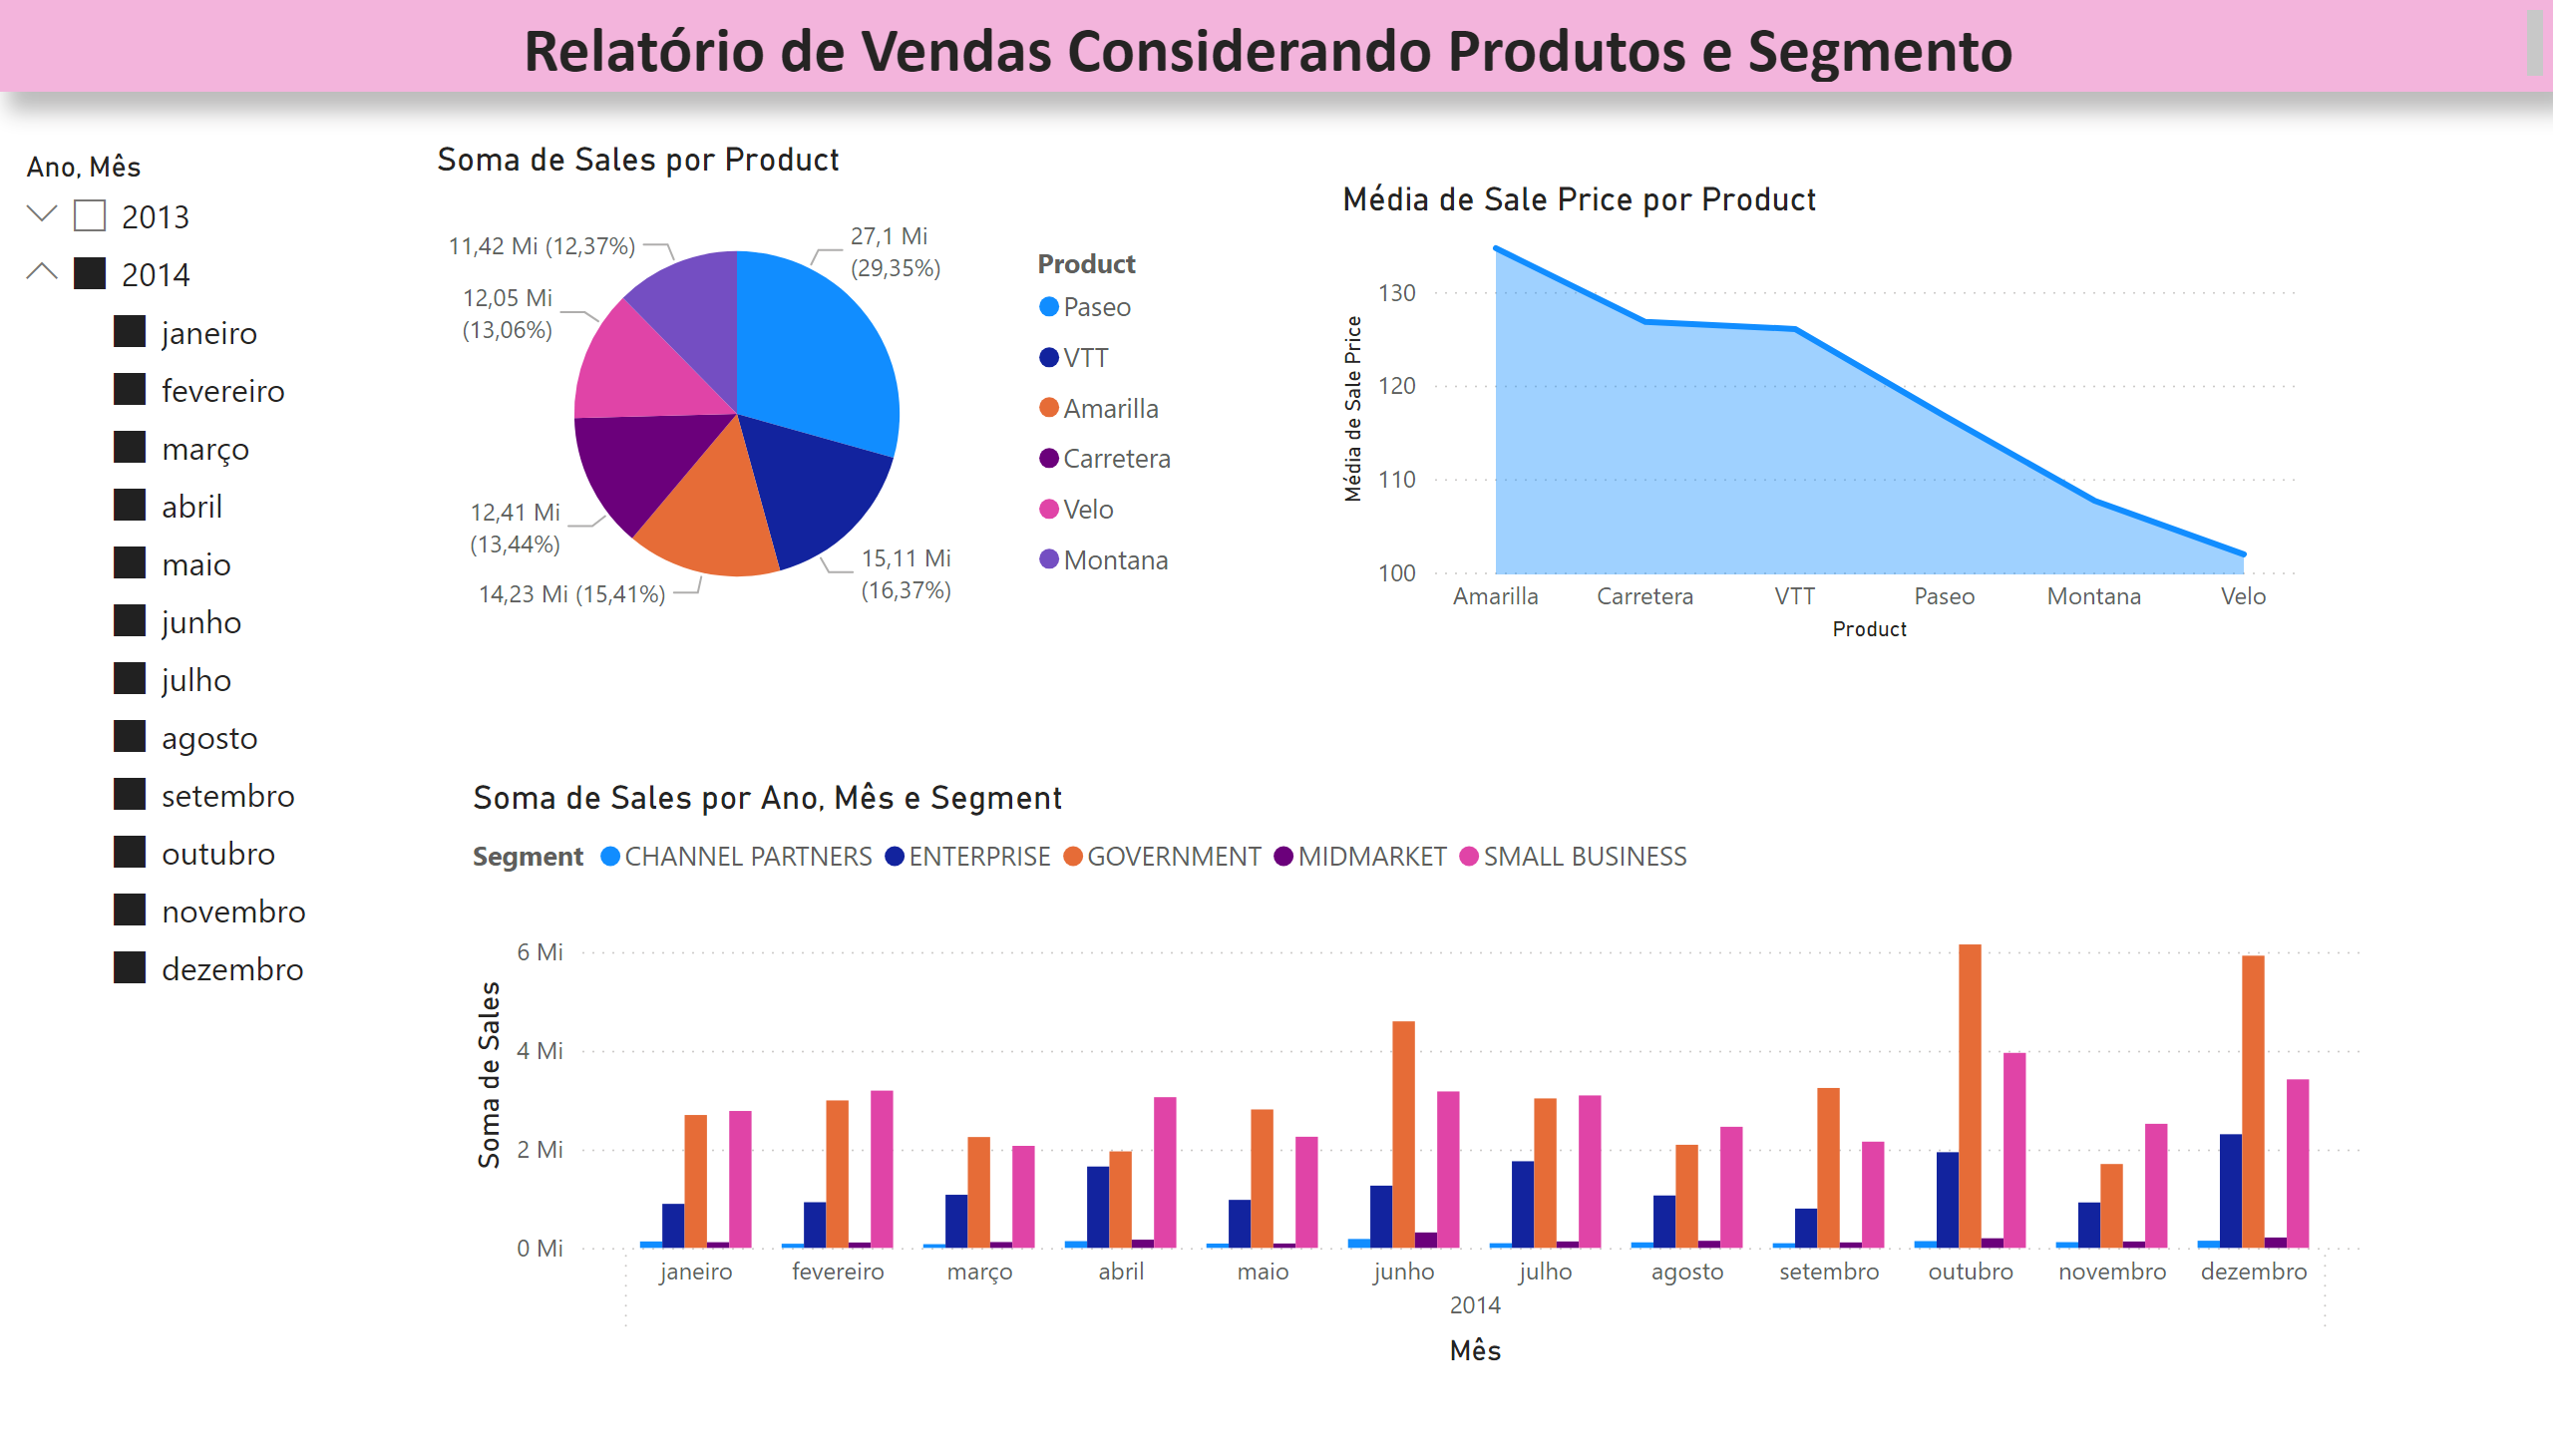 Relatório de Vendas Considerando Produtos e Segmento
Ano, Mês
2013
2014
janeiro
fevereiro
março
abril
maio
junho
julho
agosto
setembro
outubro
novembro
dezembro
Soma de Sales por Product
27,1 Mi
(29,35%)
15,11 Mi
(16,37%)
14,23 Mi (15,41%)
12,41 Mi
(13,44%)
12,05 Mi
(13,06%)
11,42 Mi (12,37%)
Product
Paseo
VTT
Amarilla
Carretera
Velo
Montana
Média de Sale Price por Product
Média de Sale Price
130
120
110
100
Amarilla Carretera VTT Paseo Montana Velo
Product
Soma de Sales por Ano, Mês e Segment
Segment CHANNEL PARTNERS ENTERPRISE GOVERNMENT MIDMARKET SMALL BUSINESS
Soma de Sales
6 Mi
4 Mi
2 Mi
0 Mi
janeiro fevereiro março abril maio junho julho agosto setembro outubro novembro dezembro
2014
Mês